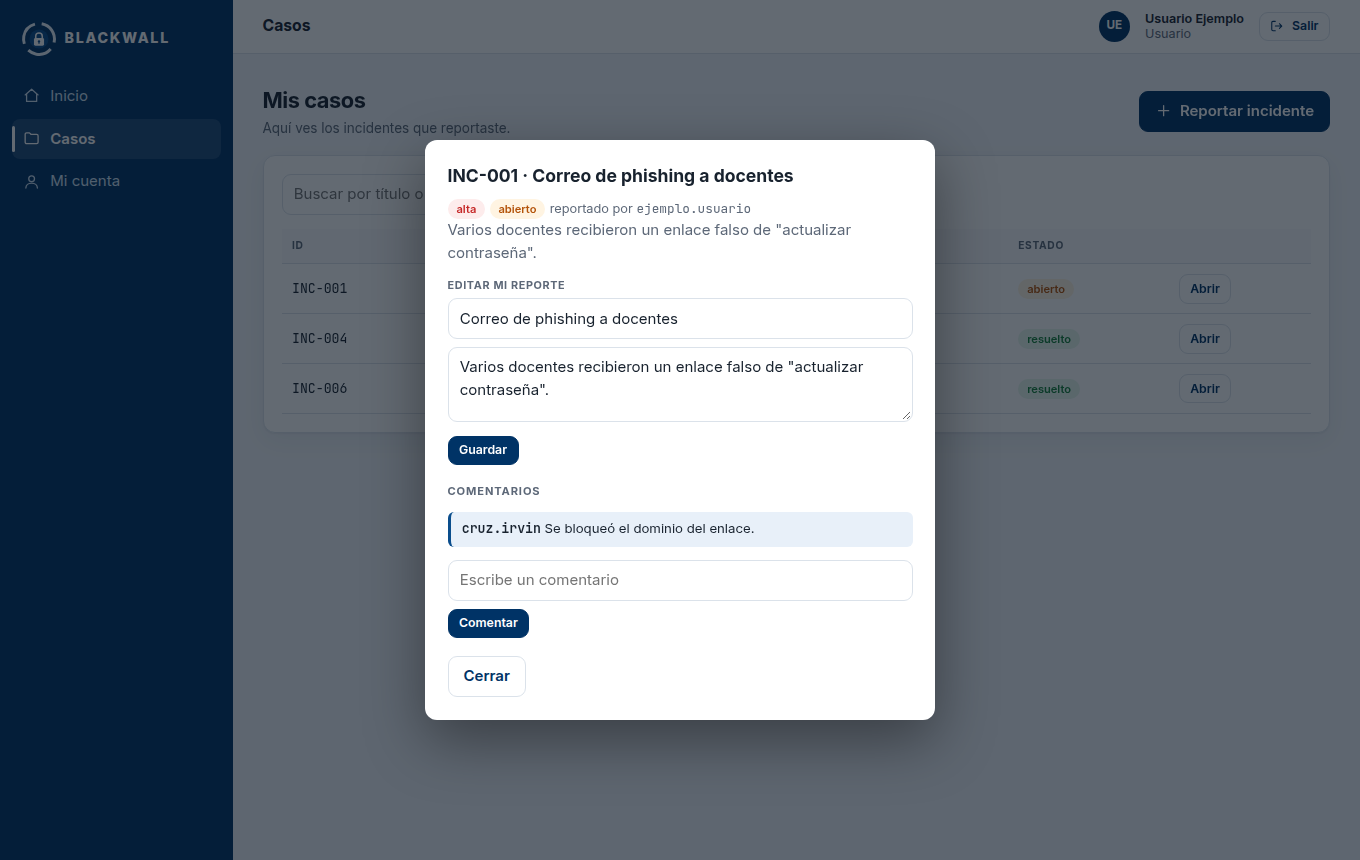 BLACKWALL
Inicio
Casos
Mi cuenta
Casos
UE
Usuario Ejemplo
Usuario
Salir
Mis casos
Aquí ves los incidentes que reportaste.
Reportar incidente
Buscar por título o
ID
ESTADO
INC-001
abierto
Abrir
INC-004
resuelto
Abrir
INC-006
resuelto
Abrir
INC-001 · Correo de phishing a docentes
alta abierto reportado por ejemplo.usuario
Varios docentes recibieron un enlace falso de "actualizar
contraseña".
EDITAR MI REPORTE
Correo de phishing a docentes
Varios docentes recibieron un enlace falso de "actualizar
contraseña".
Guardar
COMENTARIOS
cruz.irvin Se bloqueó el dominio del enlace.
Escribe un comentario
Comentar
Cerrar